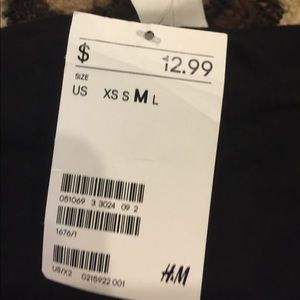 $ 12.99
SIZE
US XS S M L
051069 3 3024 09 2
1676/1
US/X2 0215922 001
H&M